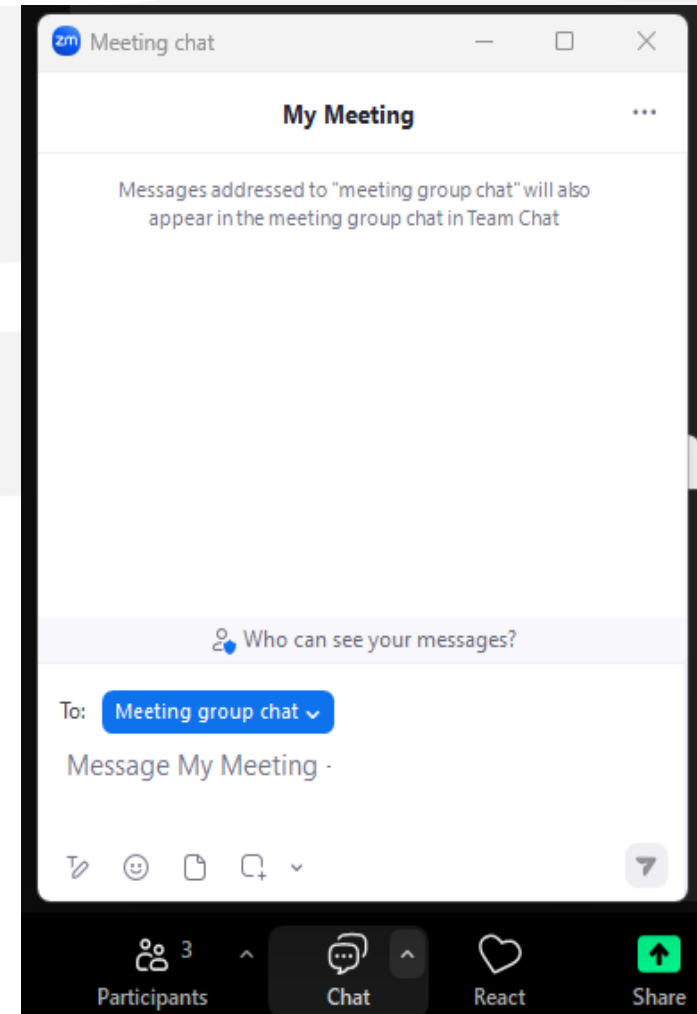 zm Meeting chat
My Meeting
Messages addressed to "meeting group chat" will also
appear in the meeting group chat in Team Chat
Who can see your messages?
To: Meeting group chat
Message My Meeting -
3
Participants Chat React Share